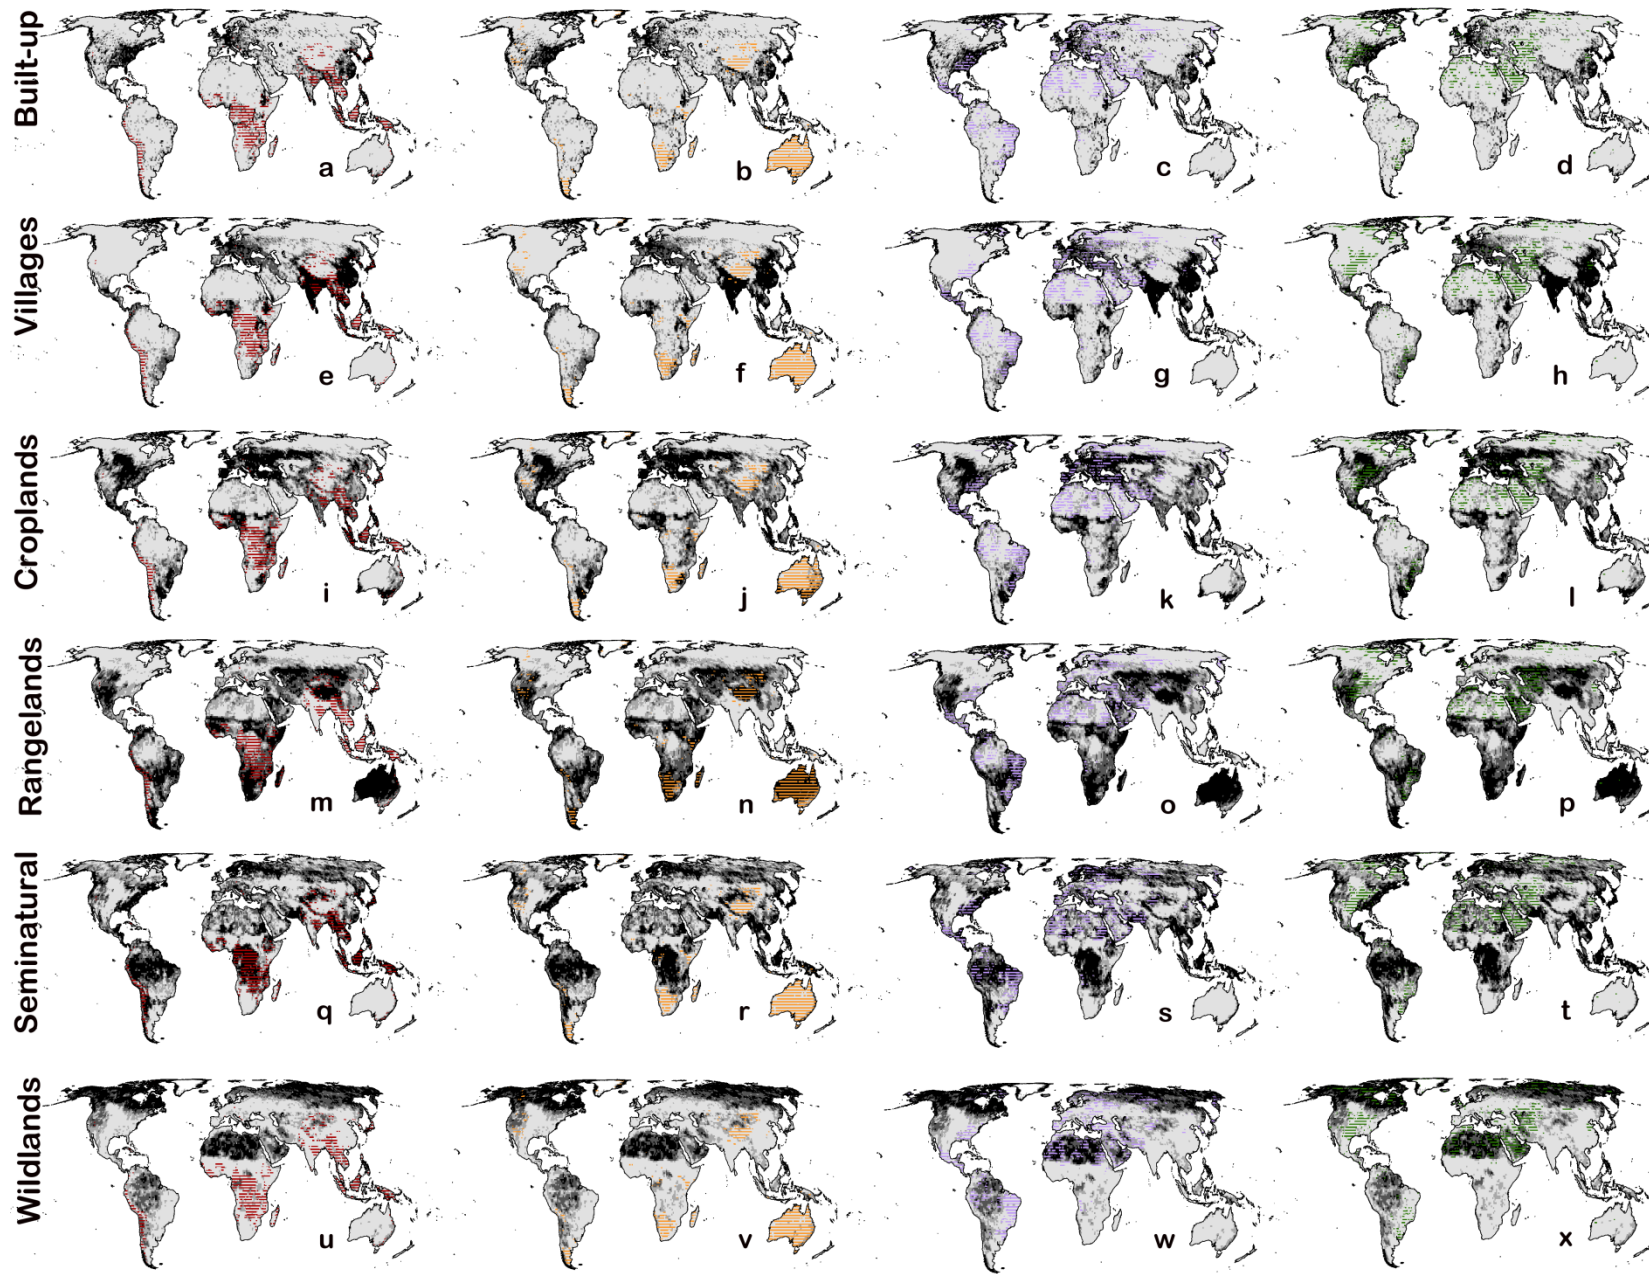 Built-up
a
b
c
d
Villages
e
f
g
h
Croplands
i
j
k
l
Rangelands
m
n
o
p
Seminatural
q
r
s
t
Wildlands
u
v
w
x